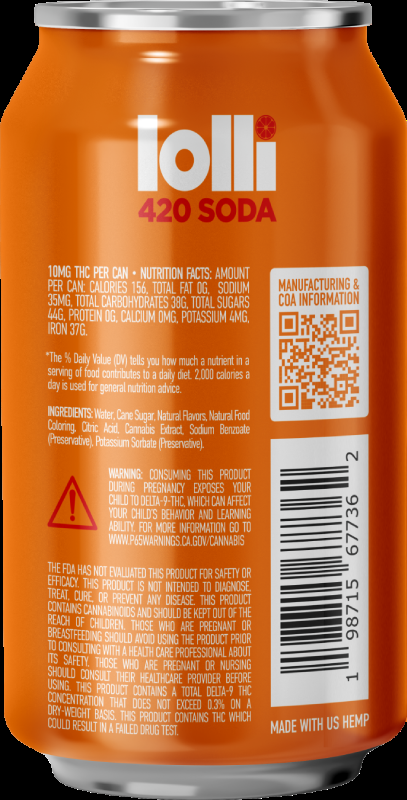 lolli
420 SODA
10MG THC PER CAN • NUTRITION FACTS: AMOUNT
PER CAN: CALORIES 156, TOTAL FAT 0G, SODIUM
35MG, TOTAL CARBOHYDRATES 38G, TOTAL SUGARS
44G, PROTEIN 0G, CALCIUM 0MG, POTASSIUM 4MG,
IRON 37G.
*The % Daily Value (DV) tells you how much a nutrient in a
serving of food contributes to a daily diet. 2,000 calories a
day is used for general nutrition advice.
INGREDIENTS: Water, Cane Sugar, Natural Flavors, Natural Food
Coloring, Citric Acid, Cannabis Extract, Sodium Benzoate
(Preservative), Potassium Sorbate (Preservative).
WARNING: CONSUMING THIS PRODUCT
DURING PREGNANCY EXPOSES YOUR
CHILD TO DELTA-9-THC, WHICH CAN AFFECT
YOUR CHILD'S BEHAVIOR AND LEARNING
ABILITY. FOR MORE INFORMATION GO TO
WWW.P65WARNINGS.CA.GOV/CANNABIS
THE FDA HAS NOT EVALUATED THIS PRODUCT FOR SAFETY OR
EFFICACY. THIS PRODUCT IS NOT INTENDED TO DIAGNOSE,
TREAT, CURE, OR PREVENT ANY DISEASE. THIS PRODUCT
CONTAINS CANNABINOIDS AND SHOULD BE KEPT OUT OF THE
REACH OF CHILDREN. THOSE WHO ARE PREGNANT OR
BREASTFEEDING SHOULD AVOID USING THE PRODUCT PRIOR
TO CONSULTING WITH A HEALTH CARE PROFESSIONAL ABOUT
ITS SAFETY. THOSE WHO ARE PREGNANT OR NURSING
SHOULD CONSULT THEIR HEALTHCARE PROVIDER BEFORE
USING. THIS PRODUCT CONTAINS A TOTAL DELTA-9 THC
CONCENTRATION THAT DOES NOT EXCEED 0.3% ON A
DRY-WEIGHT BASIS. THIS PRODUCT CONTAINS THC WHICH
COULD RESULT IN A FAILED DRUG TEST.
MANUFACTURING &
COA INFORMATION
1 98715 67736 2
MADE WITH US HEMP